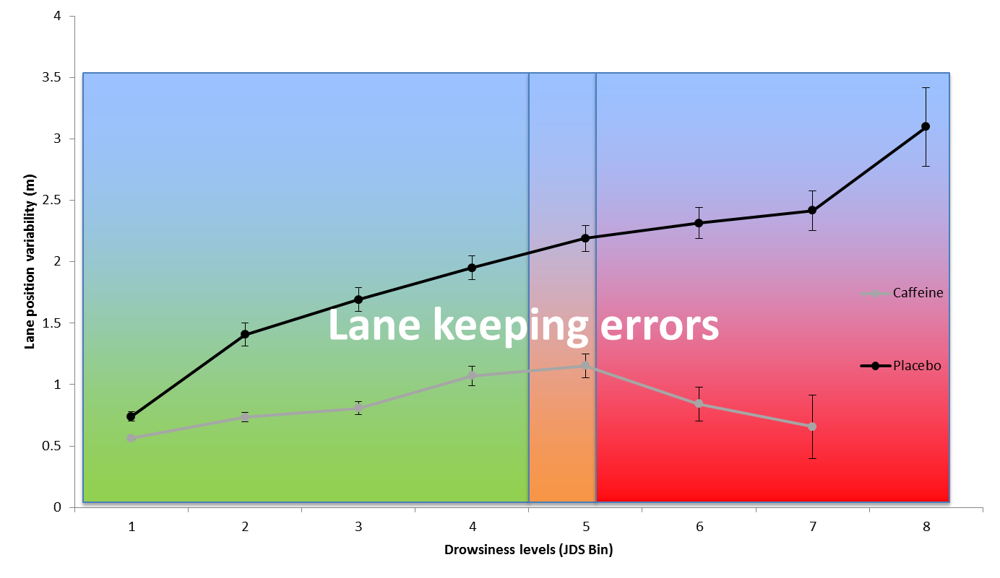 4
3.5
3
2.5
2
1.5
1
0.5
0
Lane position variability (m)
Lane keeping errors
Caffeine
Placebo
1 2 3 4 5 6 7 8
Drowsiness levels (JDS Bin)